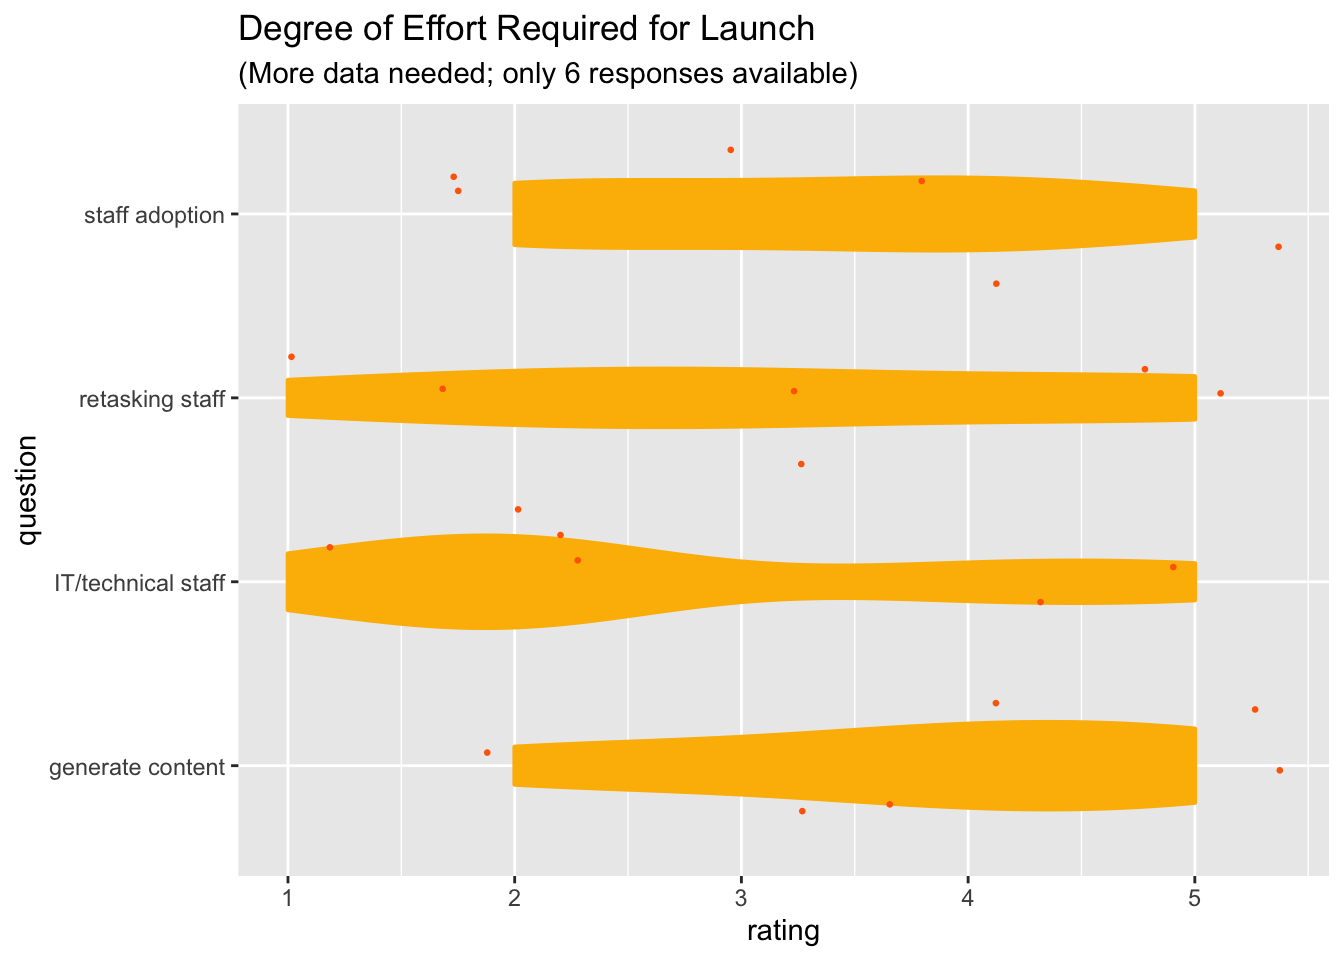 Degree of Effort Required for Launch
(More data needed; only 6 responses available)
staff adoption
retasking staff
IT/technical staff
generate content
question
1 2 3 4 5
rating